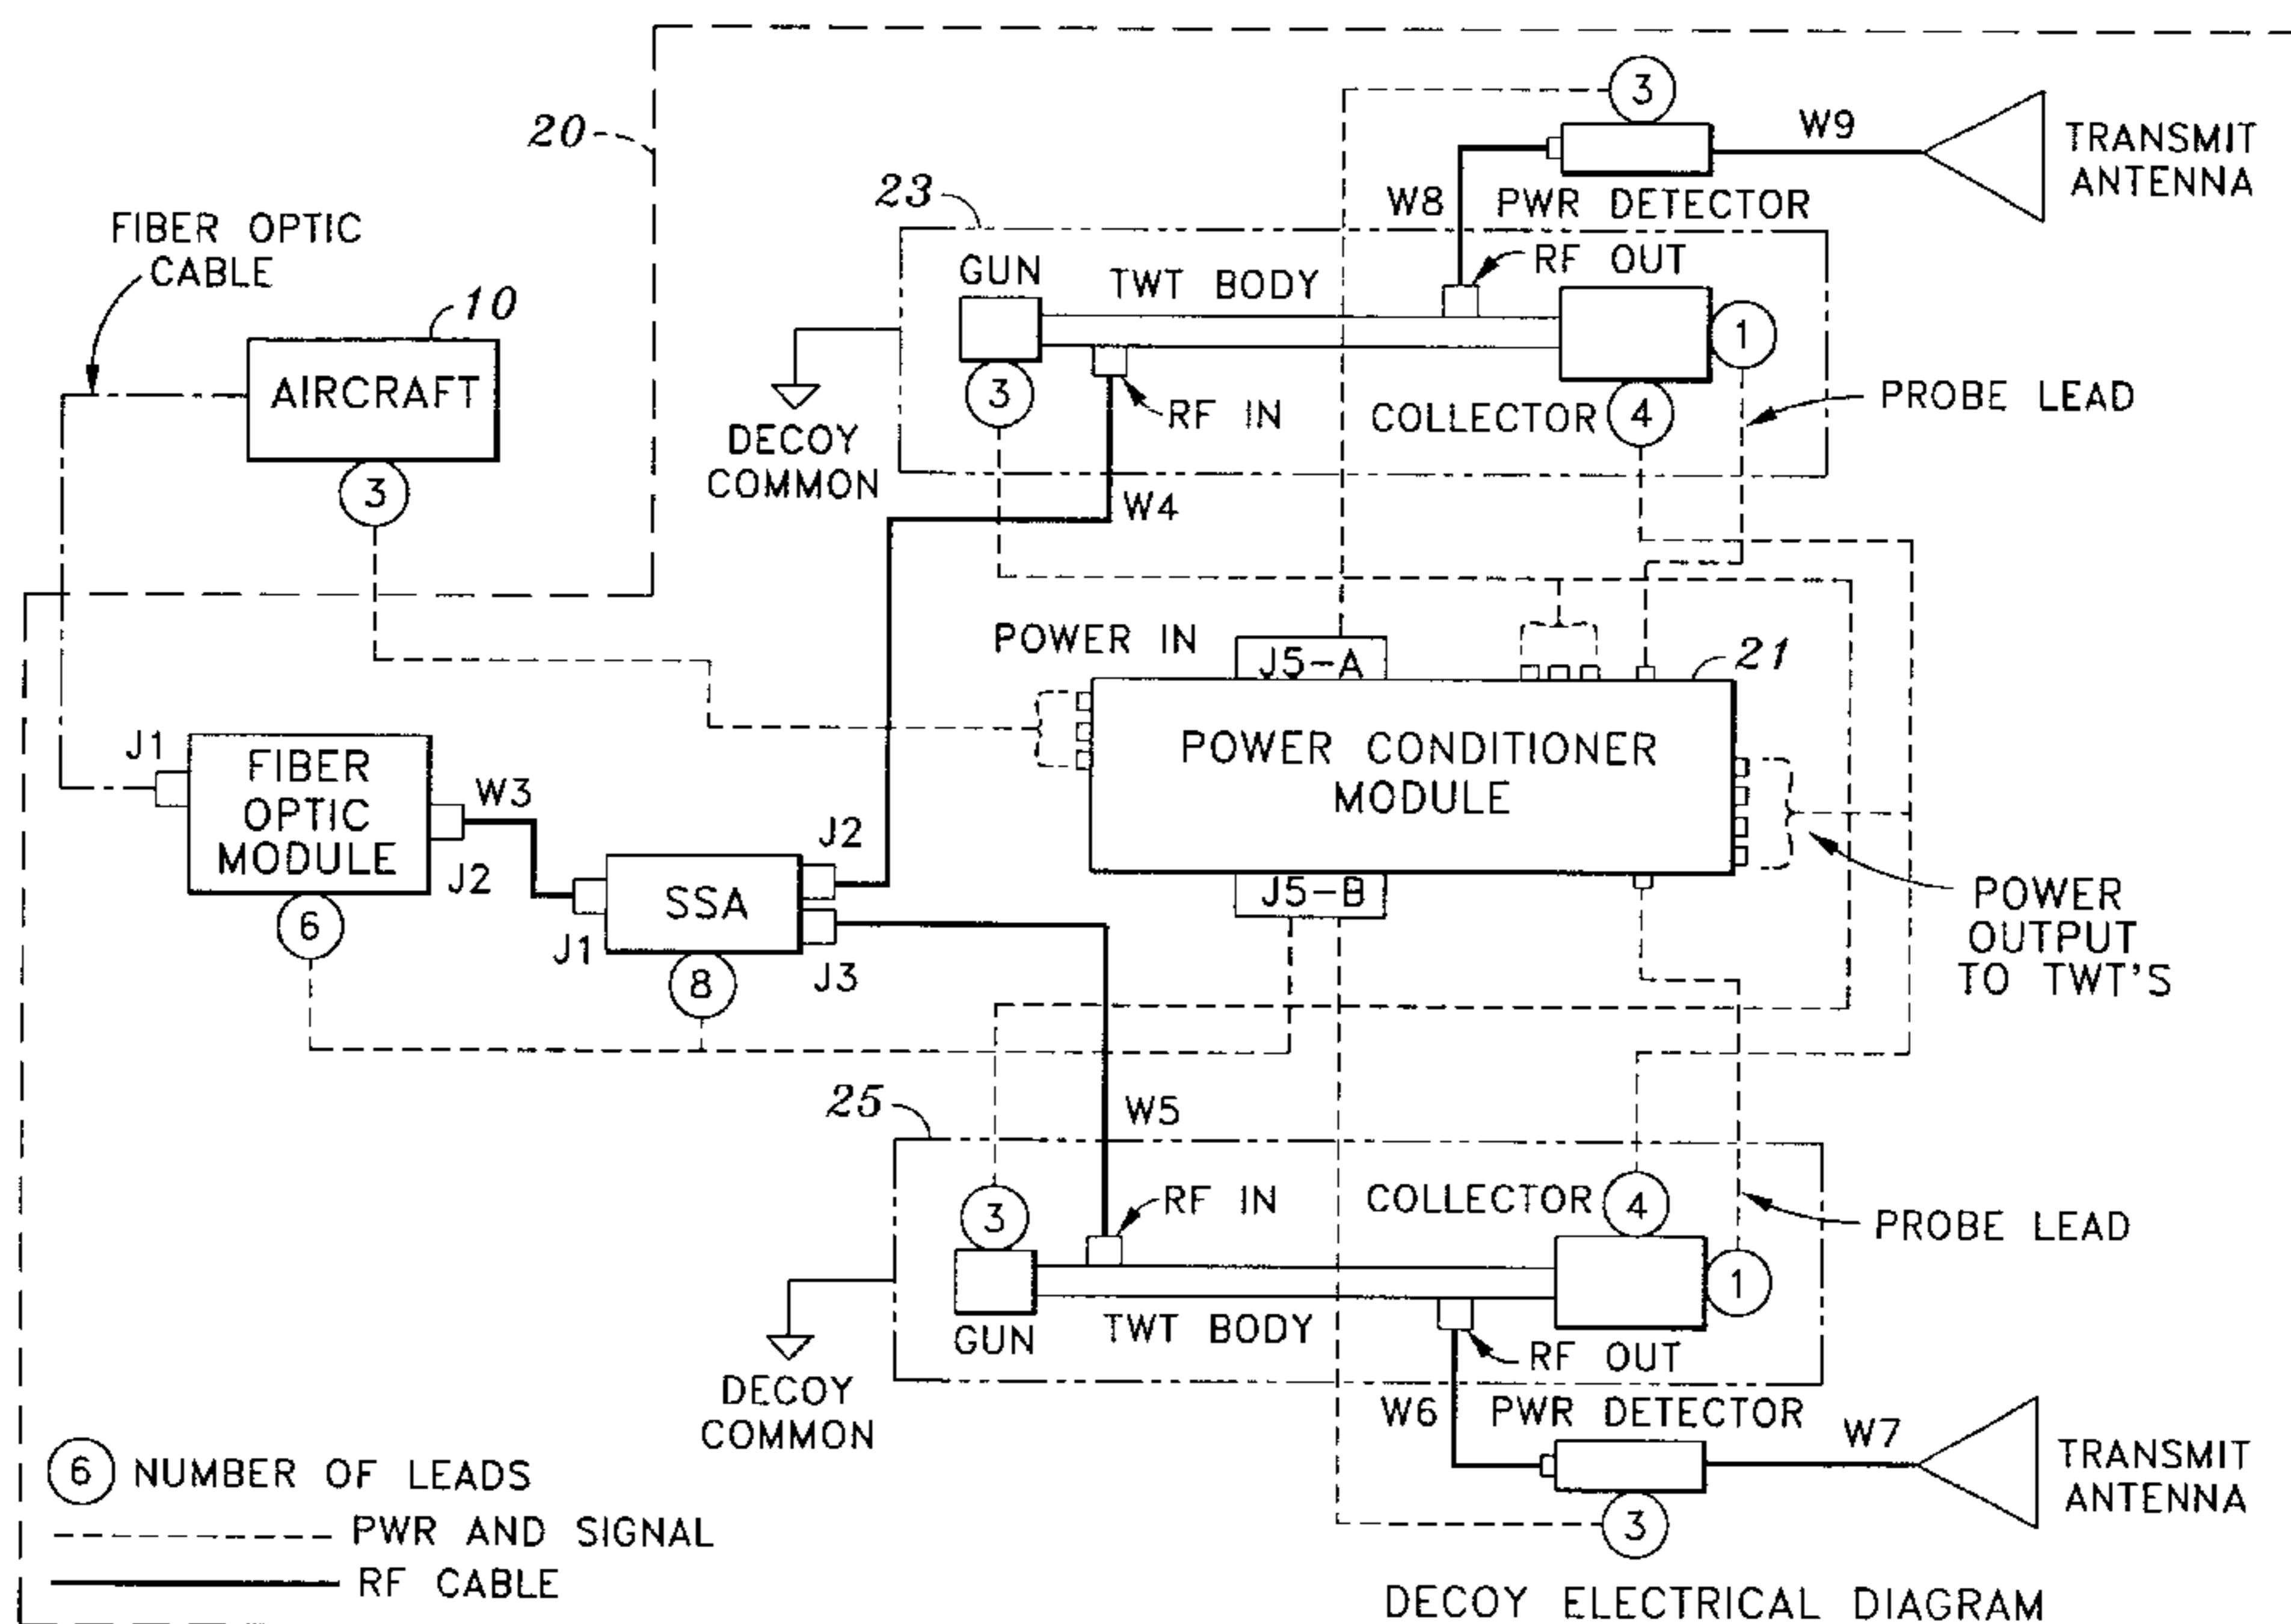 3
W9
TRANSMIT
ANTENNA
20
23
W8
PWR DETECTOR
FIBER OPTIC
CABLE
GUN
TWT BODY
RF OUT
10
AIRCRAFT
1
3
RF IN
COLLECTOR
4
PROBE LEAD
DECOY
COMMON
3
W4
POWER IN
J5-A
21
POWER CONDITIONER
MODULE
J1
FIBER
OPTIC
MODULE
W3
J2
J2
SSA
J5-B
POWER
OUTPUT
TO TWT'S
6
J1
8
J3
25
W5
3
RF IN
COLLECTOR
4
PROBE LEAD
1
GUN
TWT BODY
RF OUT
DECOY
COMMON
W6
PWR DETECTOR
W7
TRANSMIT
ANTENNA
3
6 NUMBER OF LEADS
PWR AND SIGNAL
RF CABLE
DECOY ELECTRICAL DIAGRAM